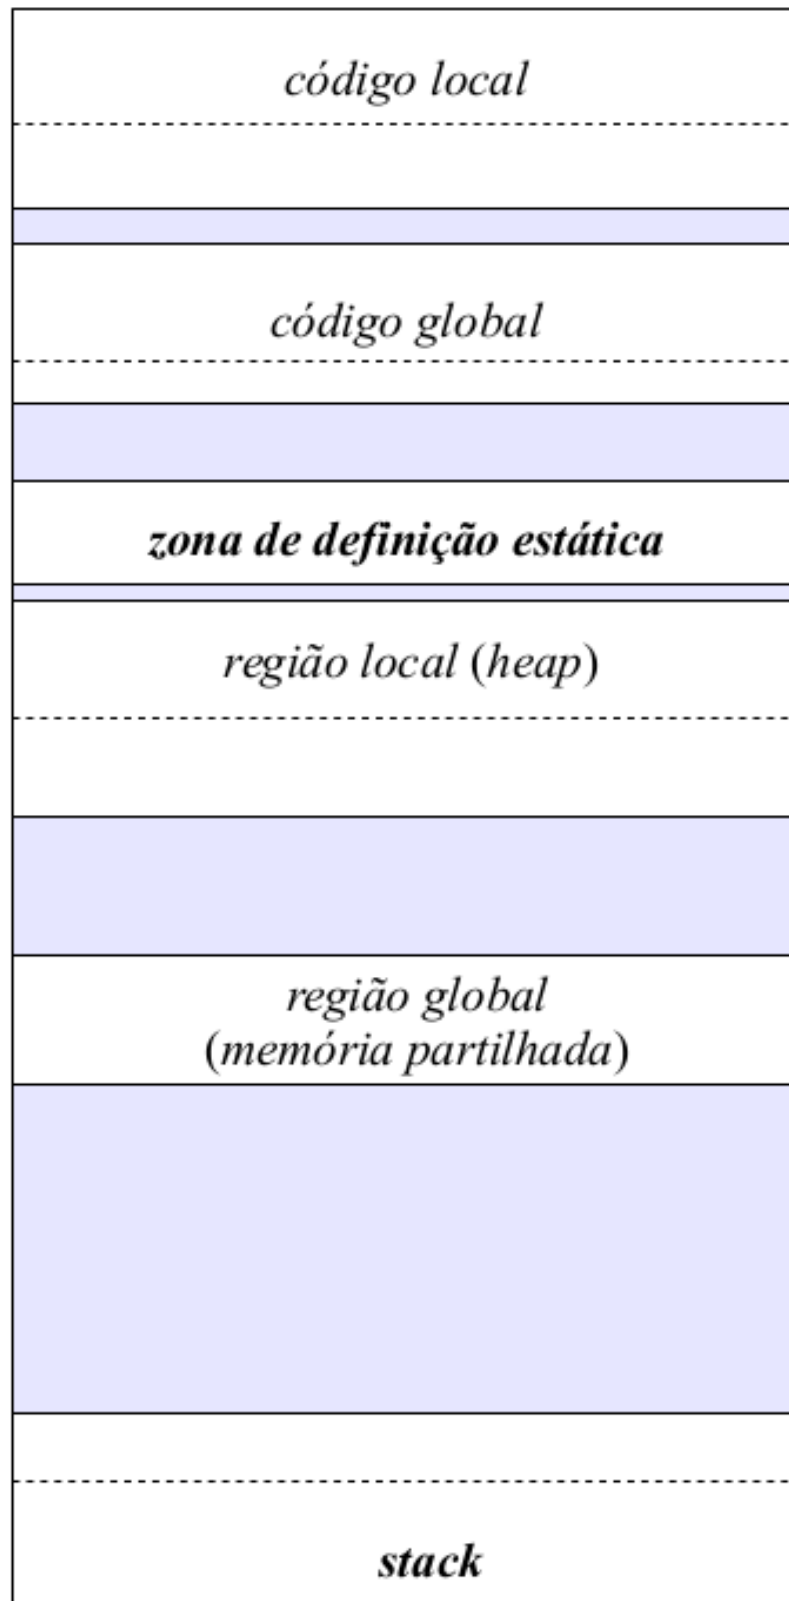 código local
código global
zona de definição estática
região local (heap)
região global
(memória partilhada)
stack